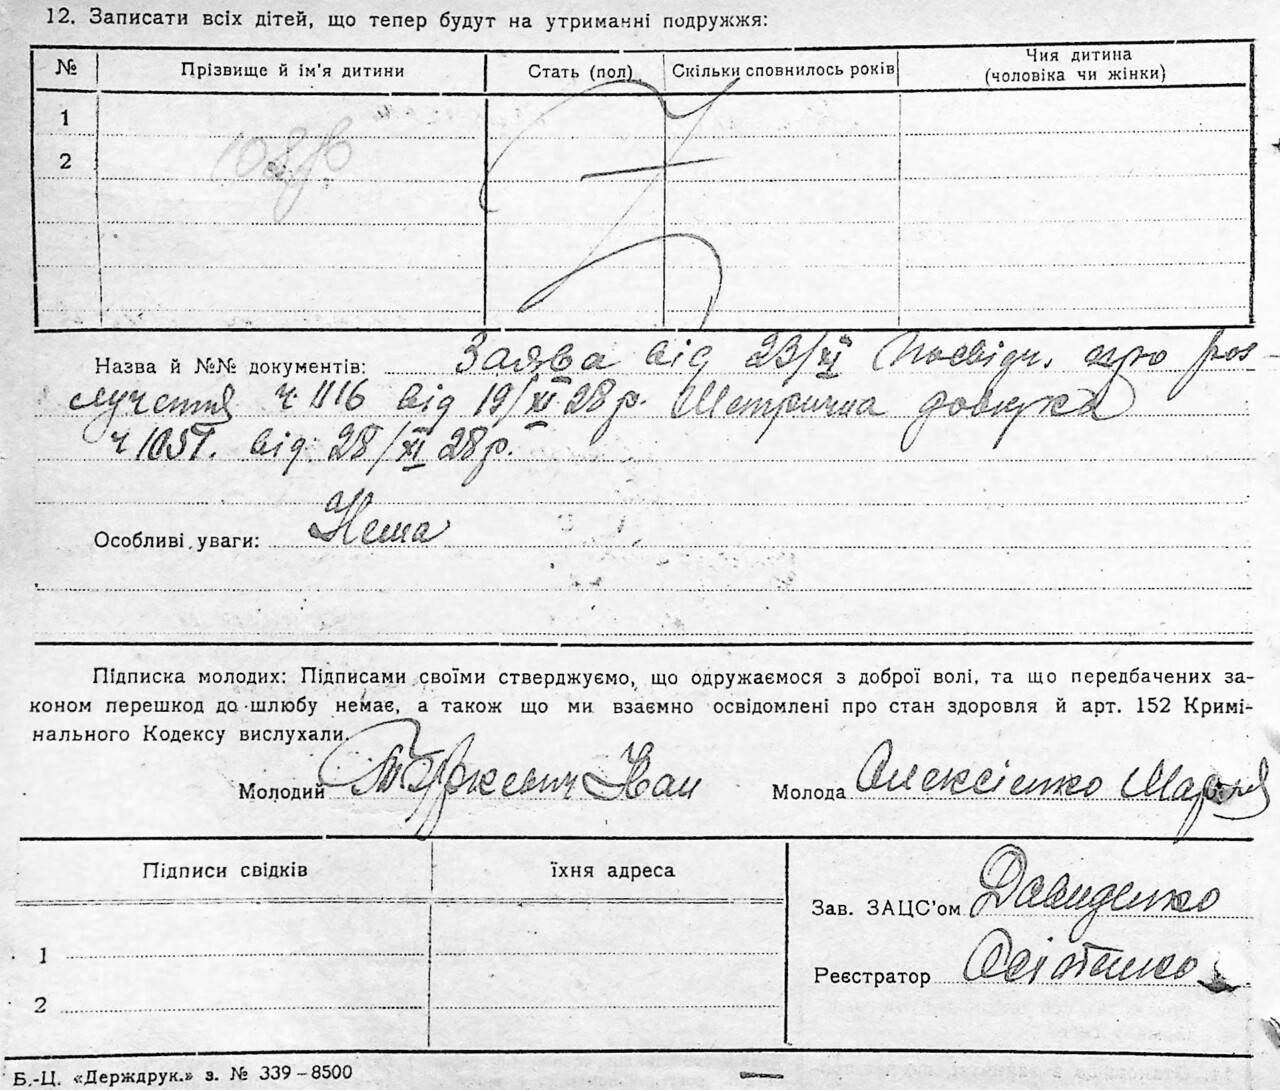 12. Записати всіх дітей, що тепер будут на утриманні подружжя:
№ Прізвище й ім'я дитини Стать (пол) Скільки сповнилось років Чия дитина (чоловіка чи жінки)
1
2
Назва й №№ документів: Заява від 23/XI Посвідч. про роз-
лучення ч. 1116 від 19/XI 28 р. Метрична довідка
ч 1051. від 28/XI 28 р.
Особливі уваги: Нема
Підписка молодих: Підписами своїми стверджуємо, що одружаємося з доброї волі, та що передбачених за-
коном перешкод до шлюбу немає, а також що ми взаємно освідомлені про стан здоровля й арт. 152 Кримі-
нального Кодексу вислухали.
Молодий Іван Молода Олексієнко Марія
Підписи свідків їхня адреса
Зав. ЗАЦС'ом Давиденко
1
Реєстратор
2
Б.-Ц. «Держдрук.» з. № 339–8500